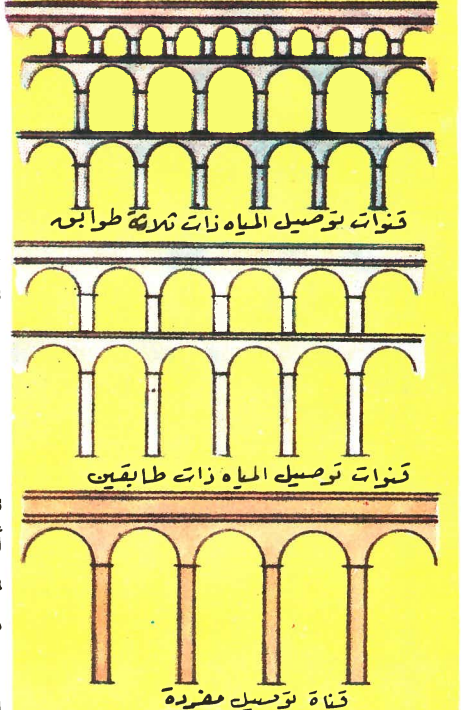 قنوات توصيل المياه ذات ثلاثة طوابق
قنوات توصيل المياه ذات طابقين
قناة توصيل مفردة